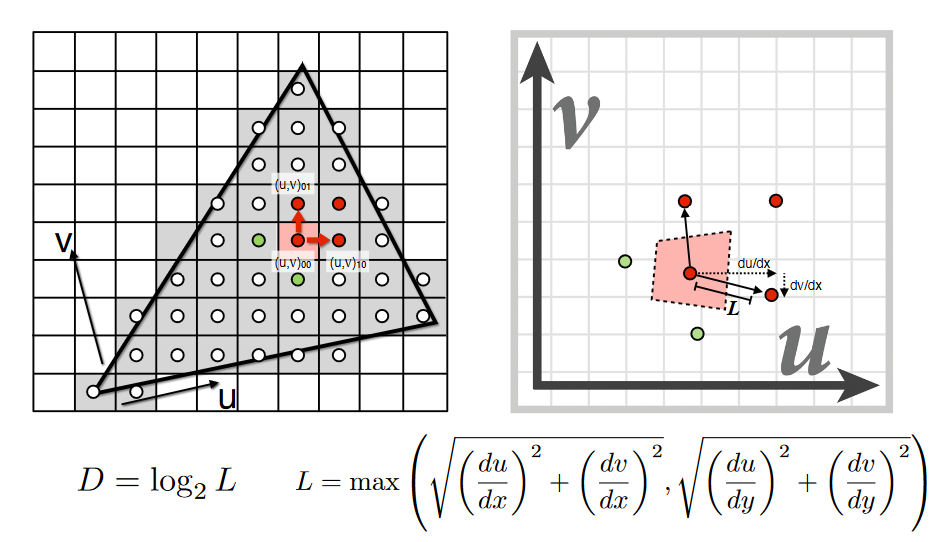 (u,v)₀₁
(u,v)₀₀ (u,v)₁₀
v
u
v
du/dx
dv/dx
L
u
D = log₂ L
L = max ( √( (du/dx)² + (dv/dx)² ), √( (du/dy)² + (dv/dy)² ) )